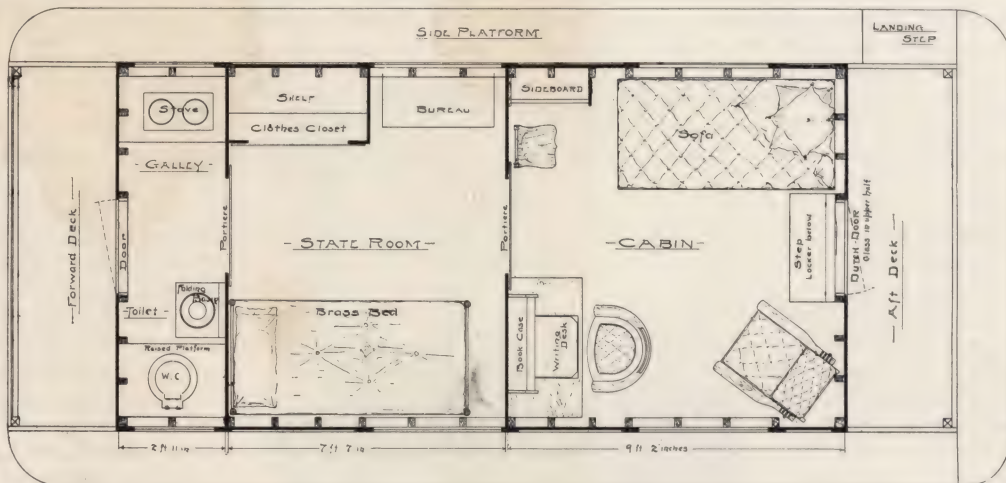 SIDE PLATFORM
LANDING
STEP
Stove
SHELF
Clothes Closet
BUREAU
SIDEBOARD
Sofa
- GALLEY -
Forward Deck
Door
Portiere
- STATE ROOM -
Portiere
- CABIN -
Step
Locker below
DUTCH-DOOR
Glass in upper half
Aft Deck
Folding
Basin
-Toilet-
Raised Platform
W.C
Brass Bed
Book Case
Writing
Desk
2 ft 11 in
7 ft 7 in
9 ft 2 inches